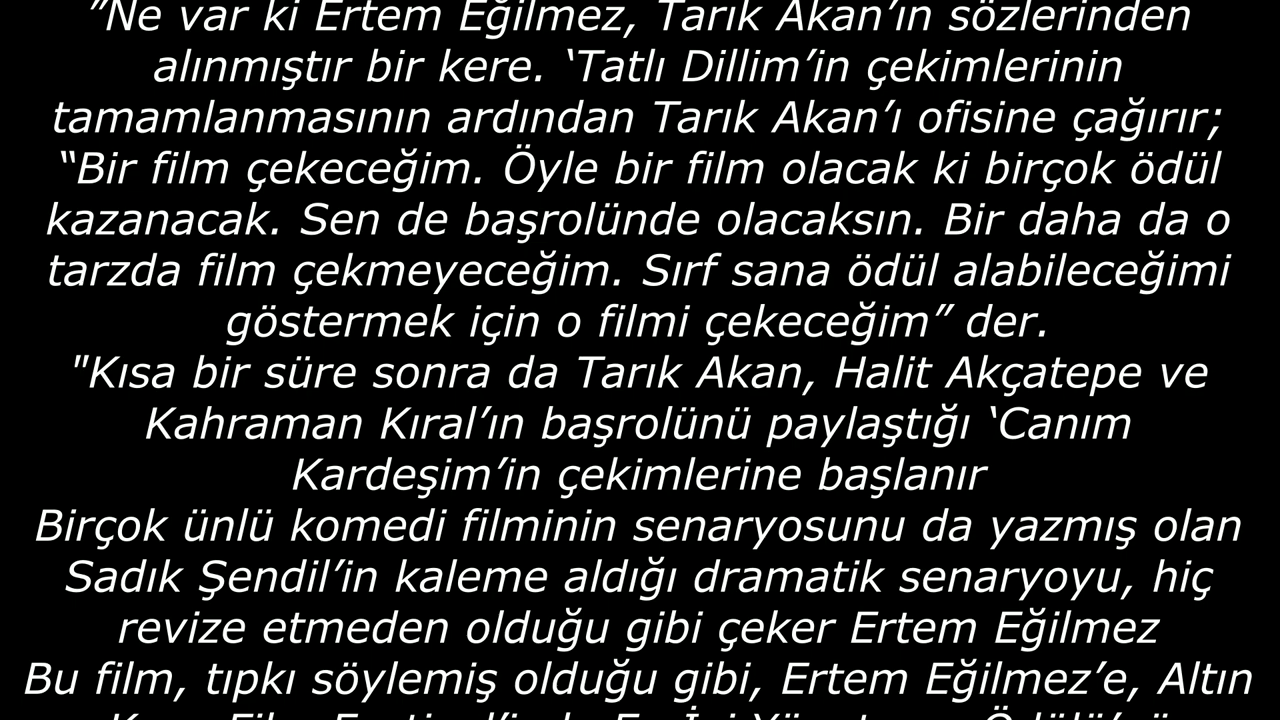 ”Ne var ki Ertem Eğilmez, Tarık Akan’ın sözlerinden
alınmıştır bir kere. ‘Tatlı Dillim’in çekimlerinin
tamamlanmasının ardından Tarık Akan’ı ofisine çağırır;
“Bir film çekeceğim. Öyle bir film olacak ki birçok ödül
kazanacak. Sen de başrolünde olacaksın. Bir daha da o
tarzda film çekmeyeceğim. Sırf sana ödül alabileceğimi
göstermek için o filmi çekeceğim” der.
"Kısa bir süre sonra da Tarık Akan, Halit Akçatepe ve
Kahraman Kıral’ın başrolünü paylaştığı ‘Canım
Kardeşim’in çekimlerine başlanır
Birçok ünlü komedi filminin senaryosunu da yazmış olan
Sadık Şendil’in kaleme aldığı dramatik senaryoyu, hiç
revize etmeden olduğu gibi çeker Ertem Eğilmez
Bu film, tıpkı söylemiş olduğu gibi, Ertem Eğilmez’e, Altın